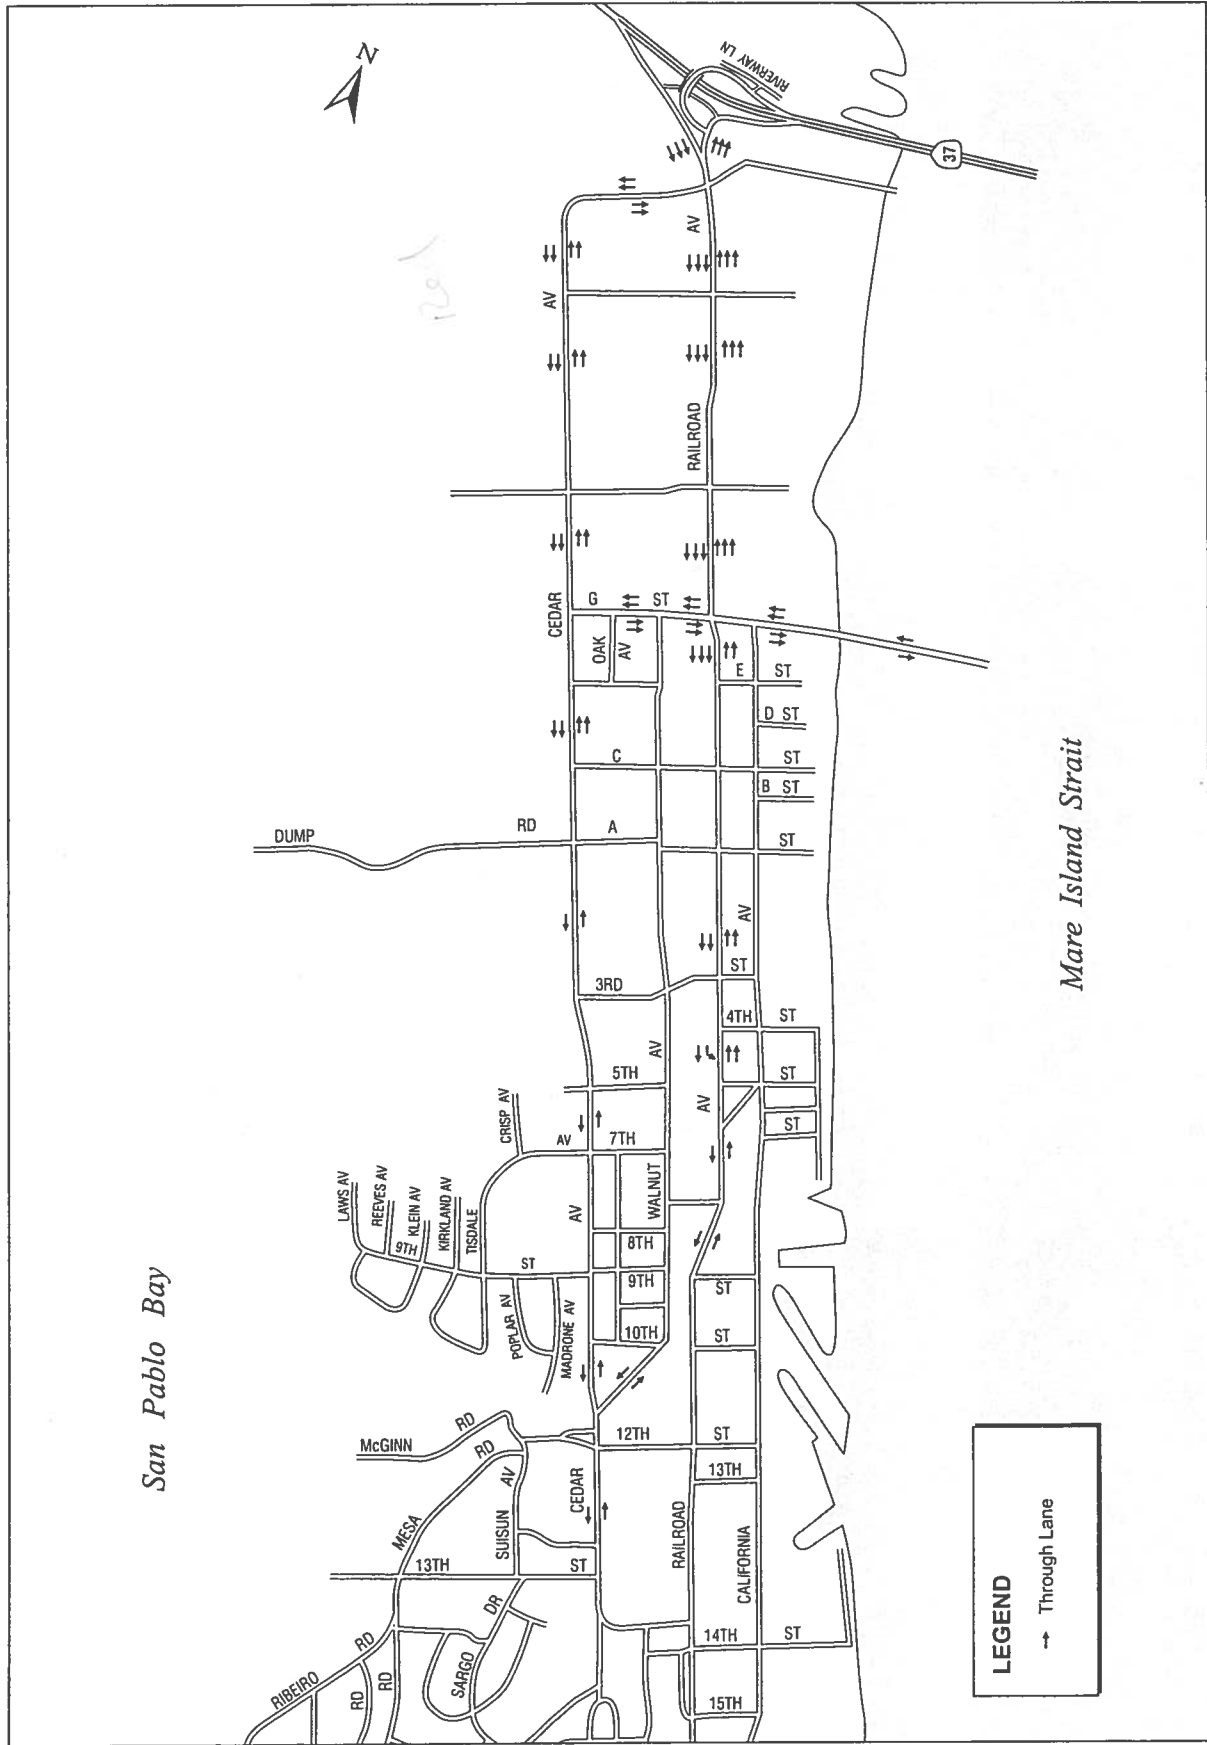 N
RIVERWAY LN
37
AV
AV
RAILROAD
CEDAR
G ST
OAK AV
E ST
D ST
C ST
B ST
DUMP RD
A ST
AV
3RD ST
4TH ST
AV
5TH ST
AV
CRISP AV
AV
7TH ST
LAWS AV
REEVES AV
KLEIN AV
KIRKLAND AV
TISDALE
9TH ST
AV
WALNUT
8TH
9TH ST
POPLAR AV
MADRONE AV
10TH ST
McGINN RD
RD
12TH ST
13TH
MESA
SUISUN AV
CEDAR
RAILROAD
CALIFORNIA
13TH ST
DR
SARGO
14TH ST
RIBEIRO RD
RD
RD
15TH
San Pablo Bay
Mare Island Strait
LEGEND
Through Lane